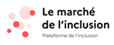 Le marché
de l'inclusion
Plateforme de l'inclusion